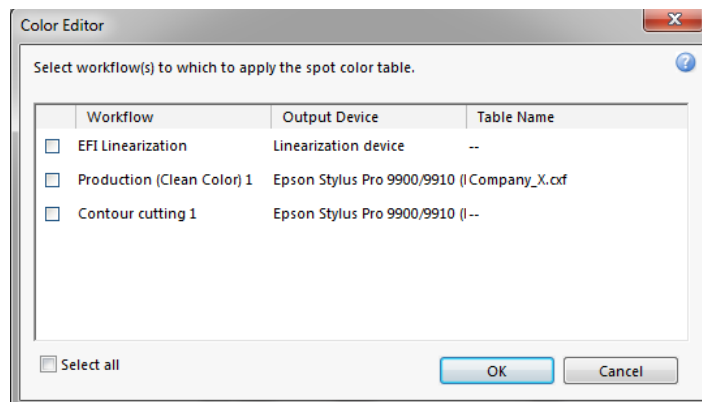 Color Editor
Select workflow(s) to which to apply the spot color table.
Workflow Output Device Table Name
EFI Linearization Linearization device --
Production (Clean Color) 1 Epson Stylus Pro 9900/9910 ( Company_X.cxf
Contour cutting 1 Epson Stylus Pro 9900/9910 ( --
Select all OK Cancel